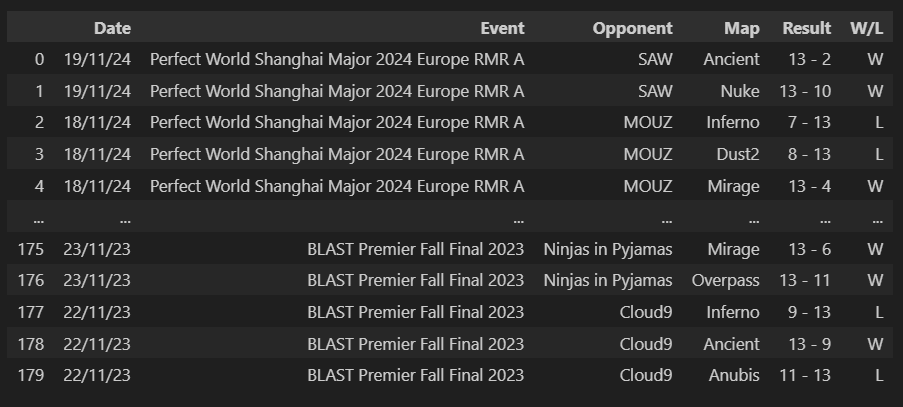 Date Event Opponent Map Result W/L
0 19/11/24 Perfect World Shanghai Major 2024 Europe RMR A SAW Ancient 13 - 2 W
1 19/11/24 Perfect World Shanghai Major 2024 Europe RMR A SAW Nuke 13 - 10 W
2 18/11/24 Perfect World Shanghai Major 2024 Europe RMR A MOUZ Inferno 7 - 13 L
3 18/11/24 Perfect World Shanghai Major 2024 Europe RMR A MOUZ Dust2 8 - 13 L
4 18/11/24 Perfect World Shanghai Major 2024 Europe RMR A MOUZ Mirage 13 - 4 W
... ... ... ... ... ... ...
175 23/11/23 BLAST Premier Fall Final 2023 Ninjas in Pyjamas Mirage 13 - 6 W
176 23/11/23 BLAST Premier Fall Final 2023 Ninjas in Pyjamas Overpass 13 - 11 W
177 22/11/23 BLAST Premier Fall Final 2023 Cloud9 Inferno 9 - 13 L
178 22/11/23 BLAST Premier Fall Final 2023 Cloud9 Ancient 13 - 9 W
179 22/11/23 BLAST Premier Fall Final 2023 Cloud9 Anubis 11 - 13 L